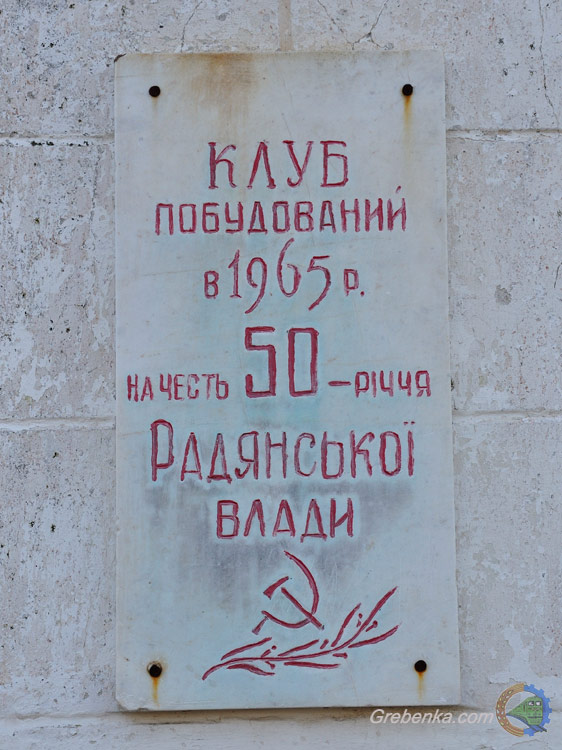 КЛУБ
ПОБУДОВАНИЙ
В 1965 р.
НА ЧЕСТЬ 50-РІЧЧЯ
РАДЯНСЬКОЇ
ВЛАДИ
Grebenka.com